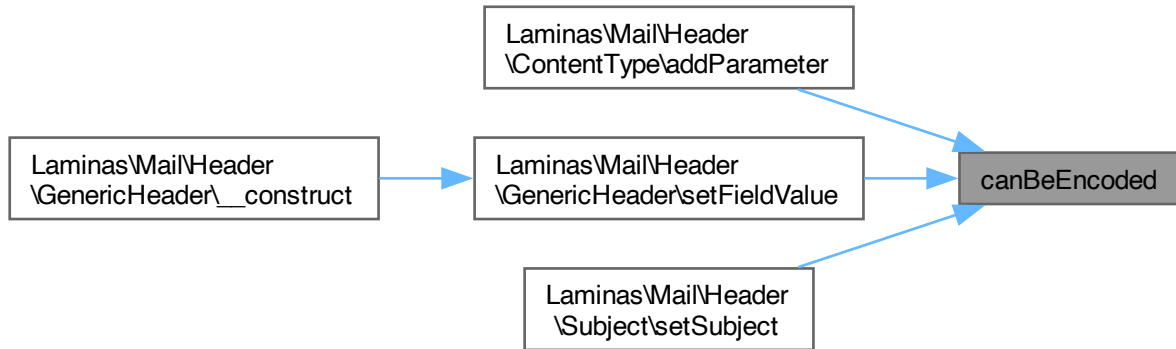 Laminas\Mail\Header
\ContentType\addParameter
Laminas\Mail\Header
\GenericHeader\__construct
Laminas\Mail\Header
\GenericHeader\setFieldValue
canBeEncoded
Laminas\Mail\Header
\Subject\setSubject